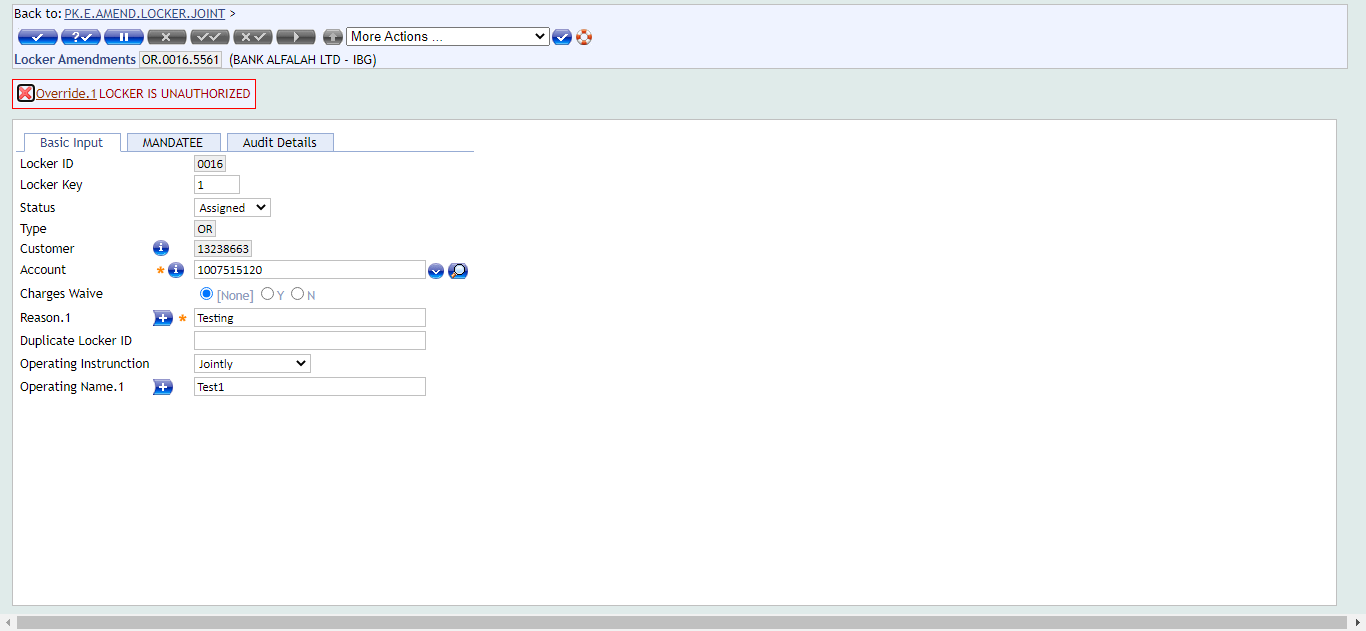 Back to: PK.E.AMEND.LOCKER.JOINT >
More Actions ...
Locker Amendments OR.0016.5561 (BANK ALFALAH LTD - IBG)
Override.1 LOCKER IS UNAUTHORIZED
Basic Input MANDATEE Audit Details
Locker ID 0016
Locker Key 1
Status Assigned
Type OR
Customer 13238663
Account * 1007515120
Charges Waive [None] Y N
Reason.1 * Testing
Duplicate Locker ID
Operating Instrunction Jointly
Operating Name.1 Test1